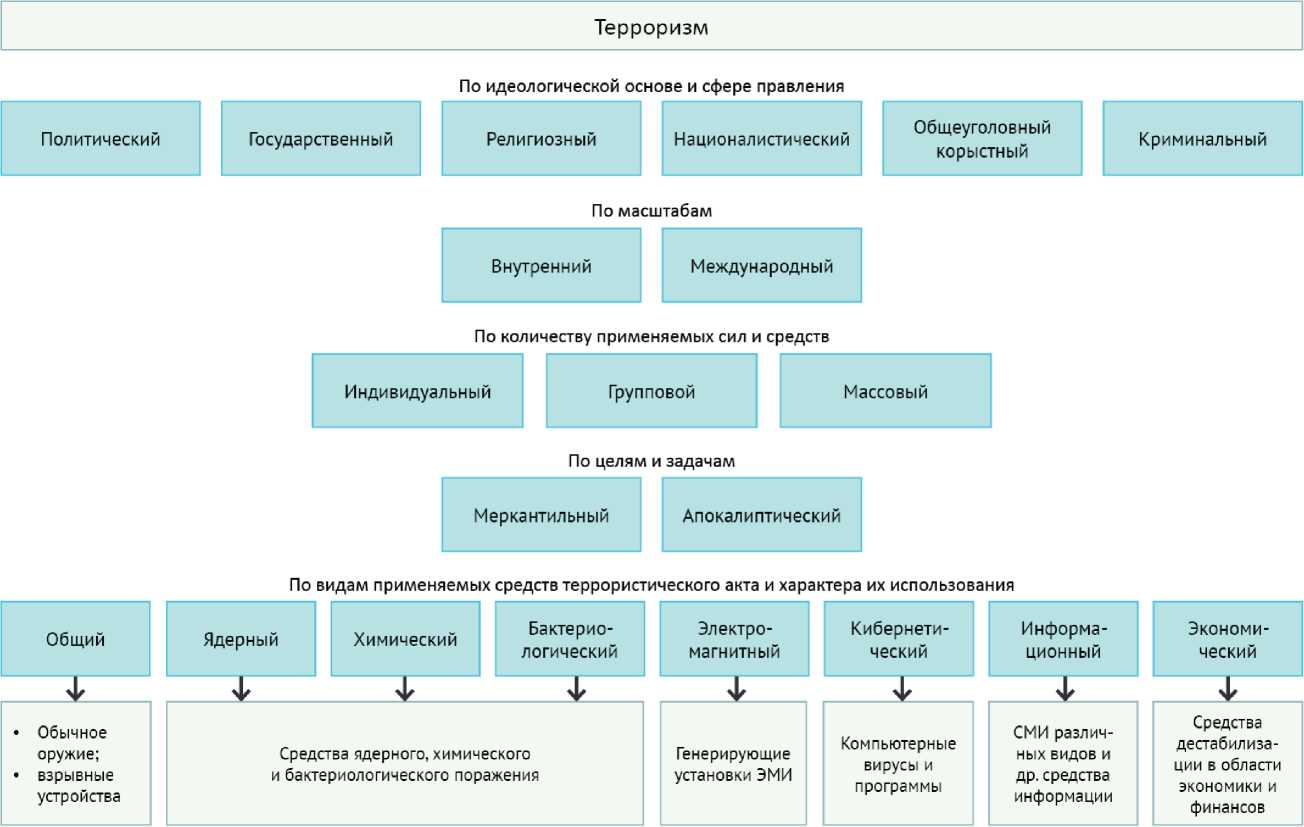 Терроризм
По идеологической основе и сфере правления
Политический
Государственный
Религиозный
Националистический
Общеуголовный
корыстный
Криминальный
По масштабам
Внутренний
Международный
По количеству применяемых сил и средств
Индивидуальный
Групповой
Массовый
По целям и задачам
Меркантильный
Апокалиптический
По видам применяемых средств террористического акта и характера их использования
Общий
Ядерный
Химический
Бактерио-
логический
Электро-
магнитный
Кибернети-
ческий
Информа-
ционный
Экономи-
ческий
• Обычное
оружие;
• взрывные
устройства
Средства ядерного, химического
и бактериологического поражения
Генерирующие
установки ЭМИ
Компьютерные
вирусы и
программы
СМИ различ-
ных видов и
др. средства
информации
Средства
дестабилиза-
ции в области
экономики и
финансов